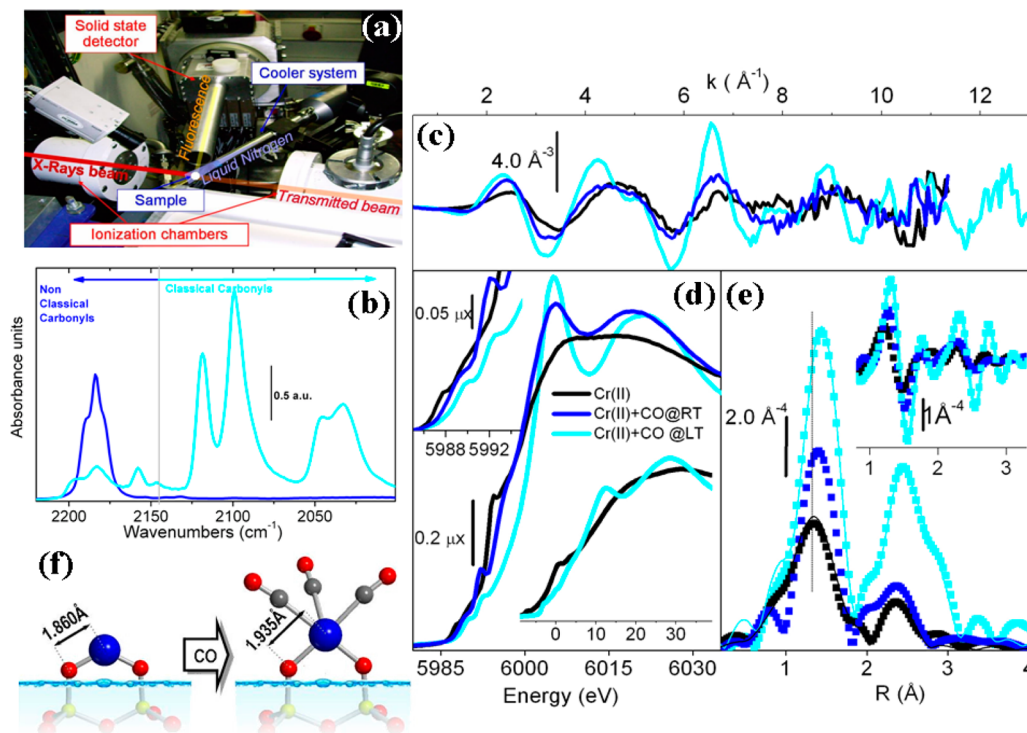 (a)
Solid state
detector
Cooler system
Fluorescence
Liquid Nitrogen
X-Rays beam
Sample
Transmitted beam
Ionization chambers
(b)
Non
Classical
Carbonyls
Classical Carbonyls
0.5 a.u.
Absorbance units
2200 2150 2100 2050
Wavenumbers (cm-1)
k ( Å-1)
2 4 6 8 10 12
(c)
4.0 Å-3
(d)
0.05 µx
5988 5992
Cr(II)
Cr(II)+CO@RT
Cr(II)+CO @LT
0.2 µx
0 15 30
5985 6000 6015 6030
Energy (eV)
(e)
2.0 Å-4
1Å-4
1 2 3
1 2 3 4
R (Å)
(f)
1.860Å
CO
1.935Å